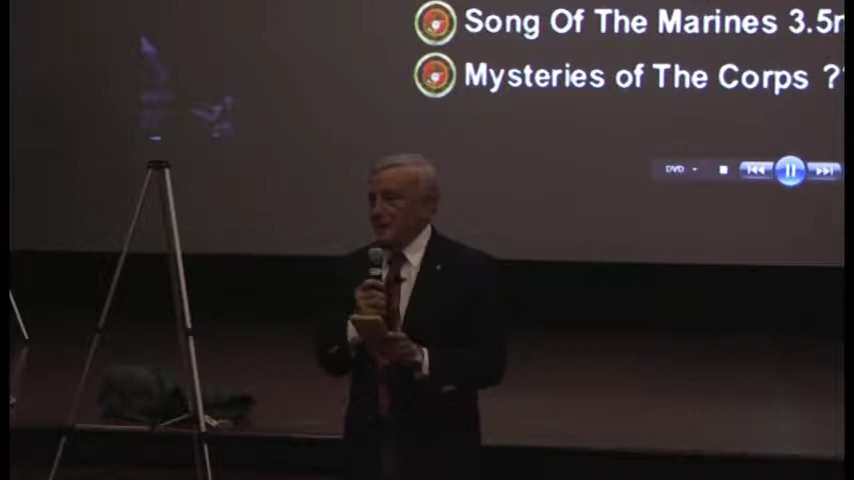 Song Of The Marines 3.5
Mysteries of The Corps ?
DVD